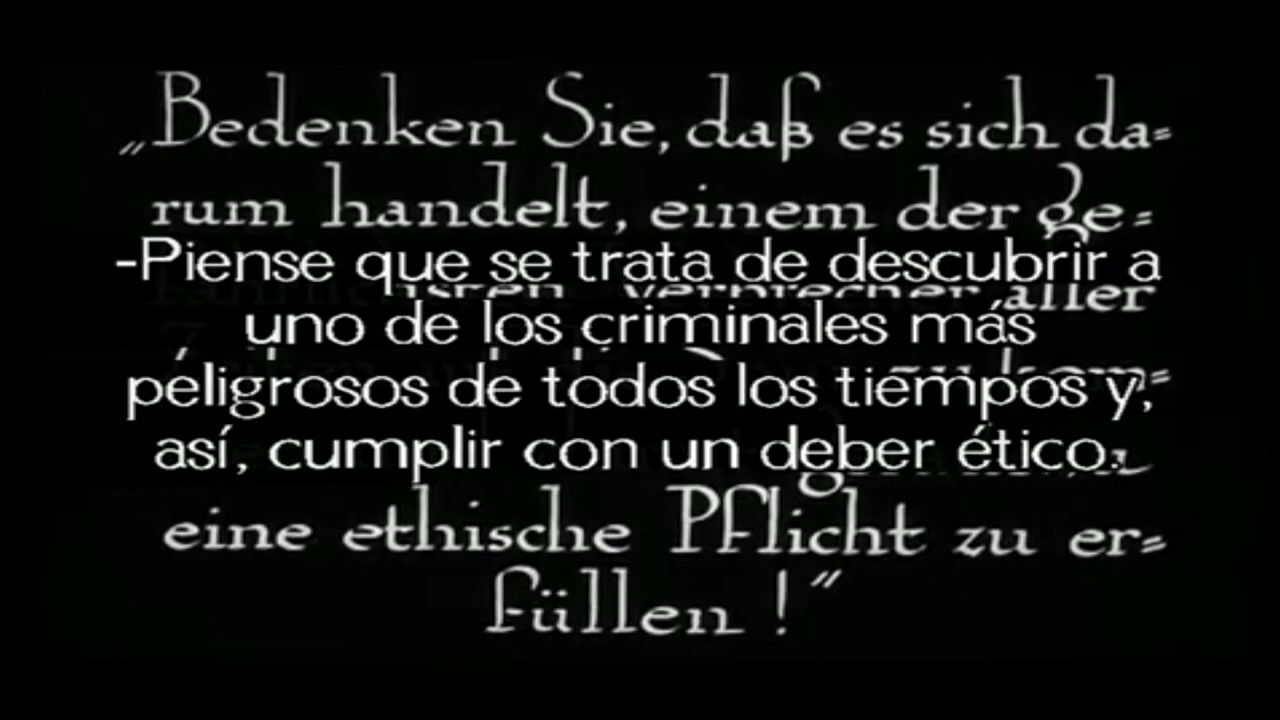 „Bedenken Sie, daß es sich da=
rum handelt, einem der ge=
-Piense que se trata de descubrir a
verbrecher aller
uno de los criminales más
peligrosos de todos los tiempos y,
así, cumplir con un deber ético.
eine ethische Pflicht zu er=
füllen !“